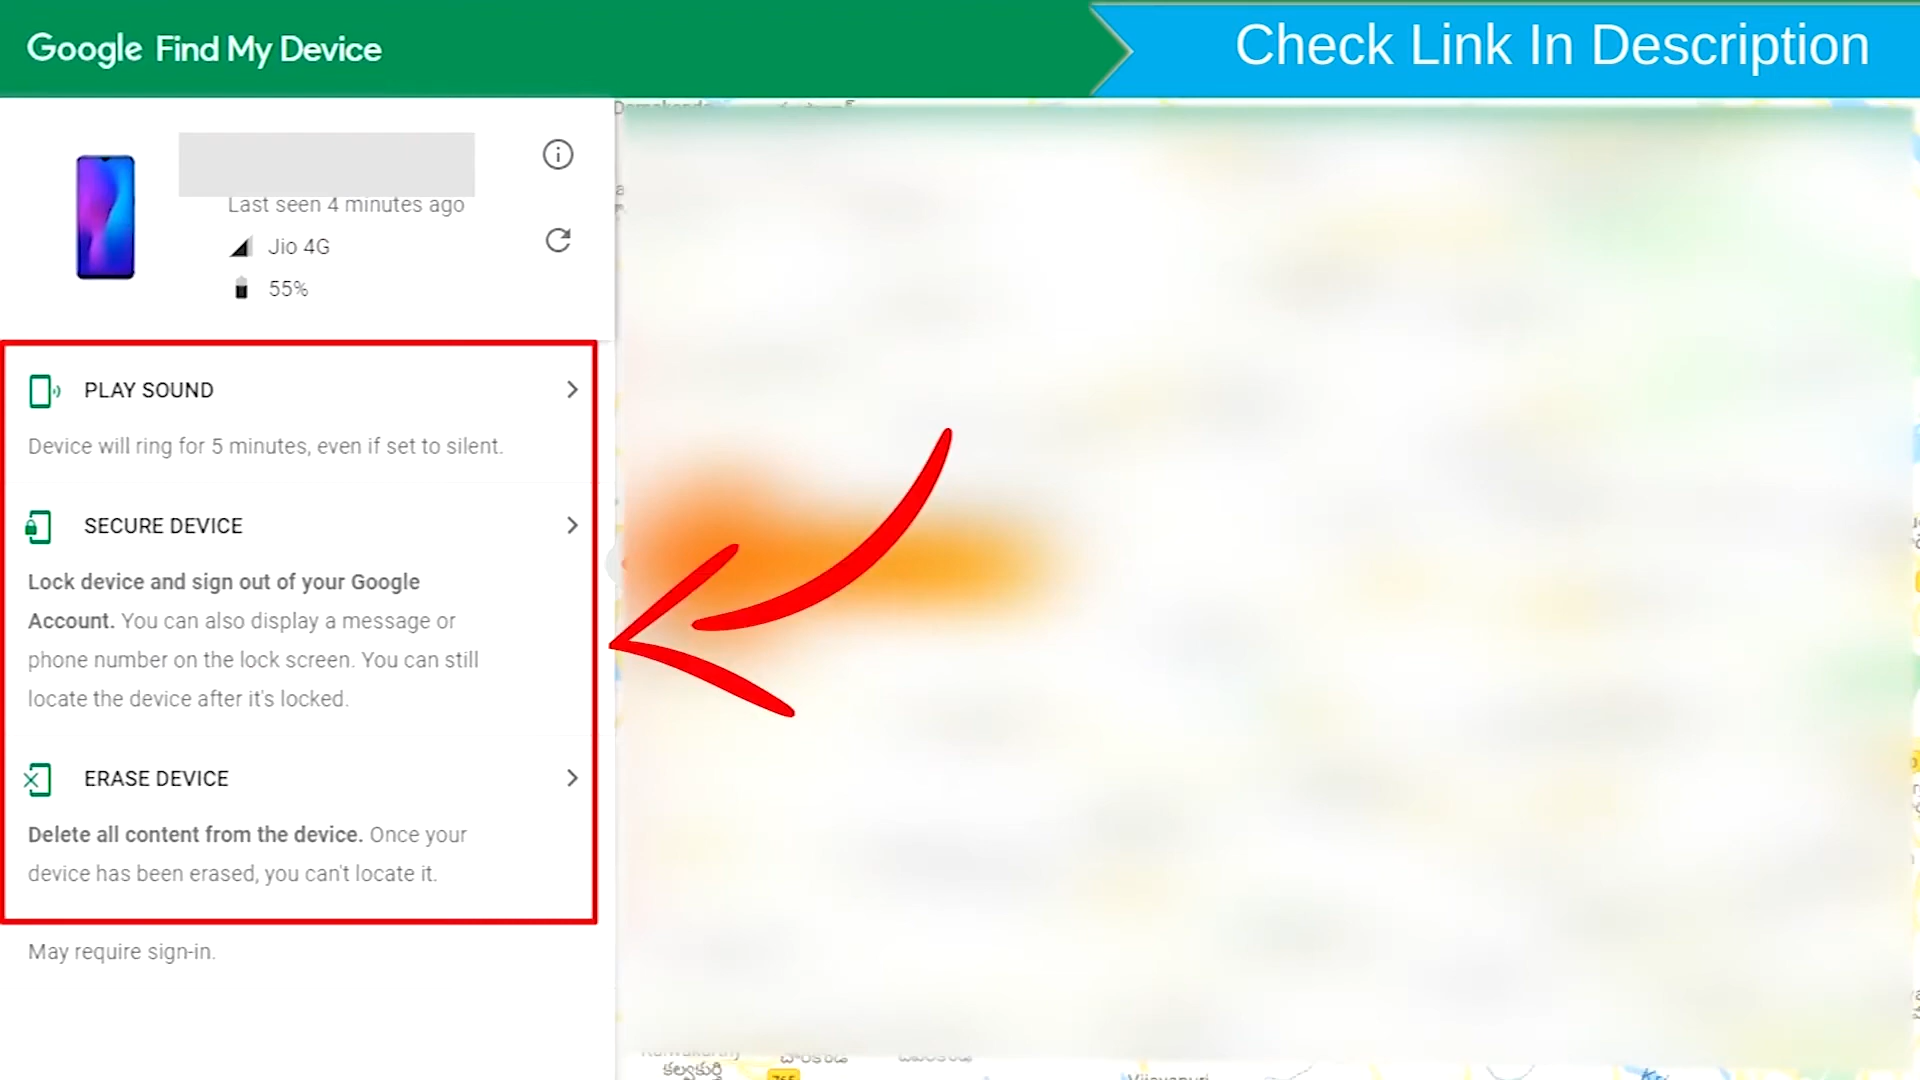 Google Find My Device
Check Link In Description
Last seen 4 minutes ago
Jio 4G
55%
PLAY SOUND
Device will ring for 5 minutes, even if set to silent.
SECURE DEVICE
Lock device and sign out of your Google
Account. You can also display a message or
phone number on the lock screen. You can still
locate the device after it's locked.
ERASE DEVICE
Delete all content from the device. Once your
device has been erased, you can't locate it.
May require sign-in.
కల్వకుర్తి
765